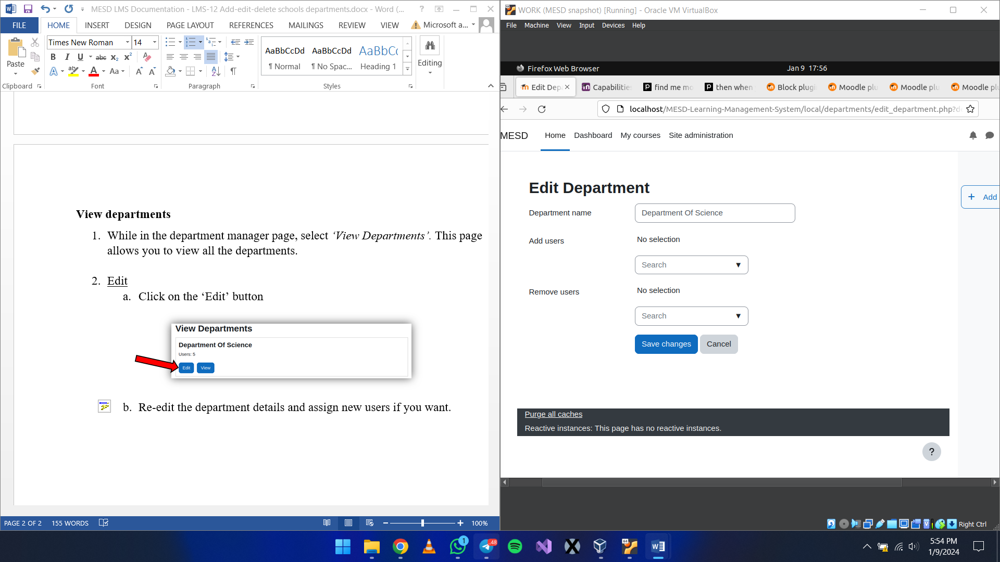 MESD LMS Documentation - LMS-12 Add-edit-delete schools departments.docx - Word (...
FILE HOME INSERT DESIGN PAGE LAYOUT REFERENCES MAILINGS REVIEW VIEW Microsoft a...
Paste
Times New Roman 14
AaBbCcDd AaBbCcDd AaBbCc
¶ Normal ¶ No Spac... Heading 1
Editing
Clipboard Font Paragraph Styles
View departments
1. While in the department manager page, select ‘View Departments’. This page
allows you to view all the departments.
2. Edit
a. Click on the ‘Edit’ button
View Departments
Department Of Science
Users: 5
Edit View
b. Re-edit the department details and assign new users if you want.
PAGE 2 OF 2 155 WORDS 100%
WORK (MESD snapshot) [Running] - Oracle VM VirtualBox
File Machine View Input Devices Help
Firefox Web Browser Jan 9 17:56
Edit Depa Capabilities find me mo then when Block plugi Moodle plu Moodle plu Moodle plu
localhost/MESD-Learning-Management-System/local/departments/edit_department.php?de
MESD Home Dashboard My courses Site administration
Edit Department
+ Add
Department name Department Of Science
Add users No selection
Search ▼
Remove users No selection
Search ▼
Save changes Cancel
Purge all caches
Reactive instances: This page has no reactive instances.
?
Right Ctrl
1
..48
64
5:54 PM
1/9/2024